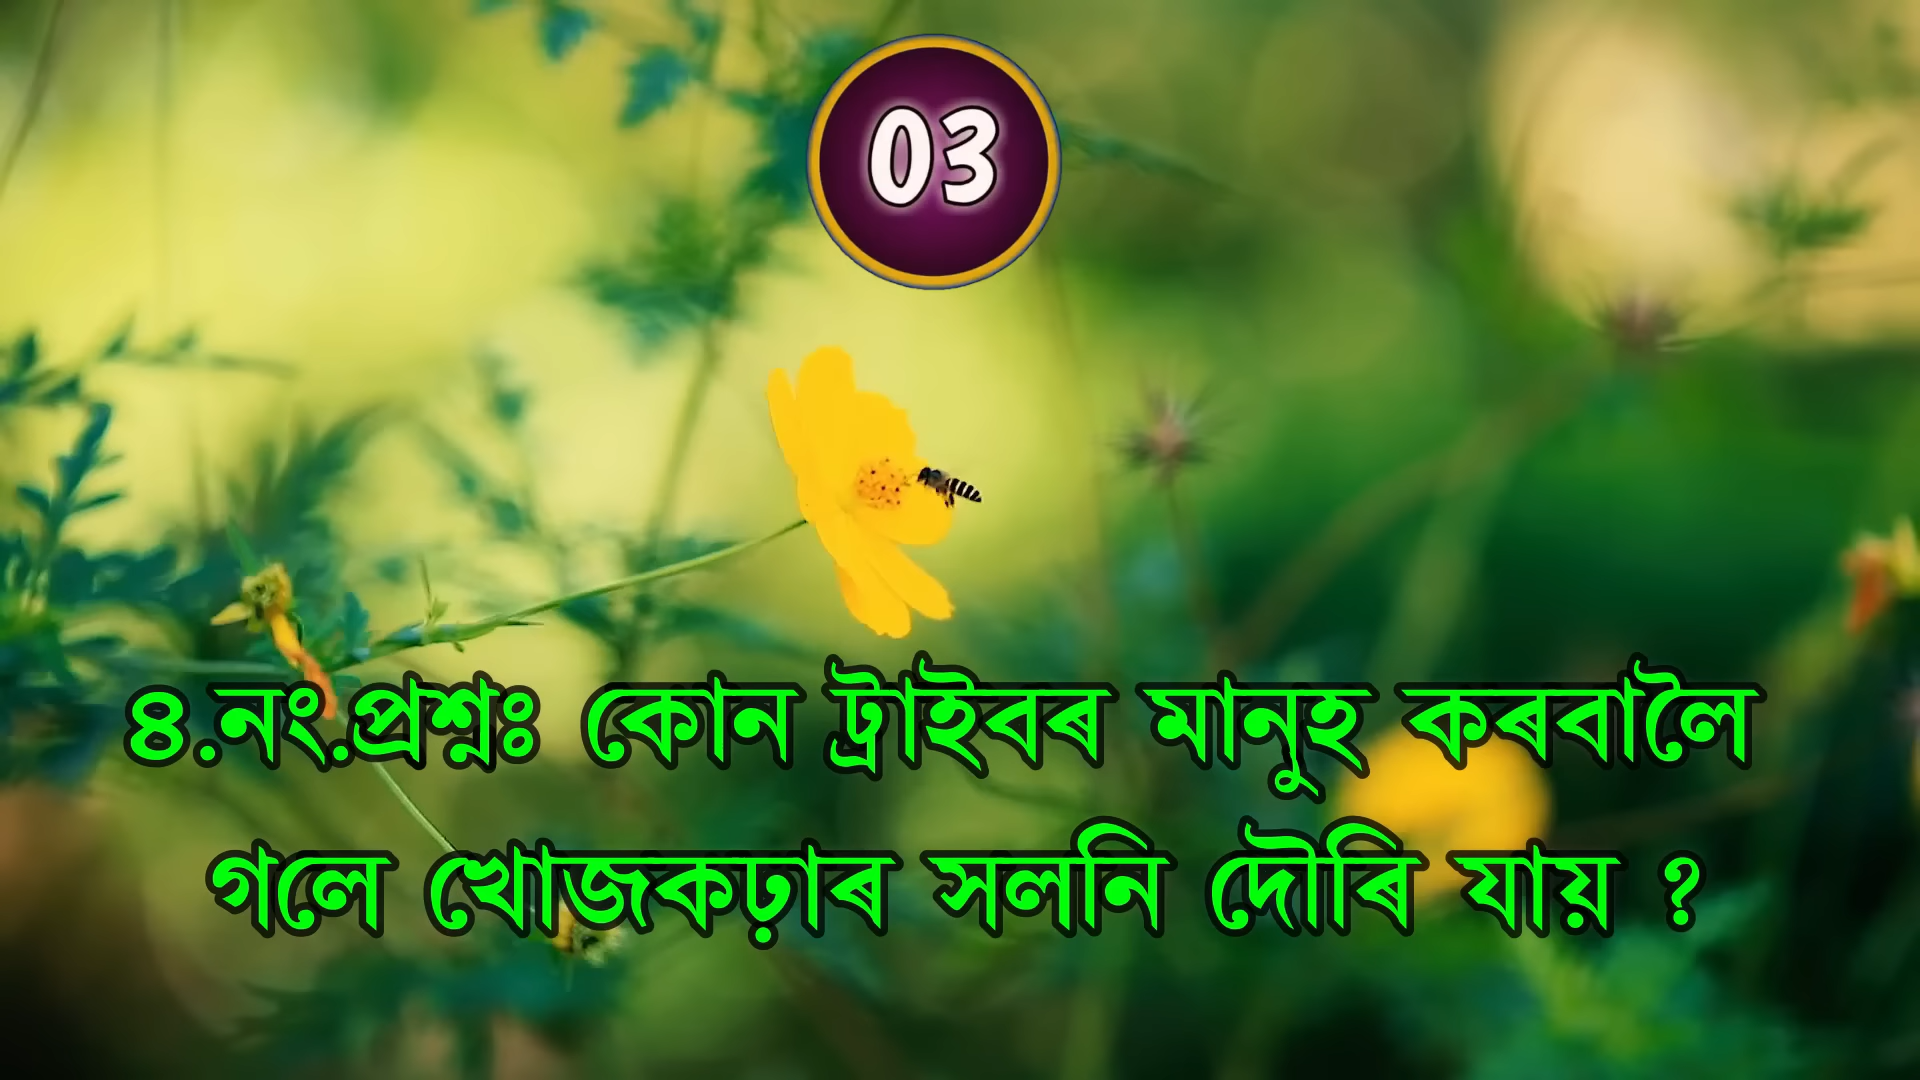 03
৪.নং.প্ৰশ্নঃ কোন ট্ৰাইবৰ মানুহ কৰবালৈ
গলে খোজকঢ়াৰ সলনি দৌৰি যায় ?